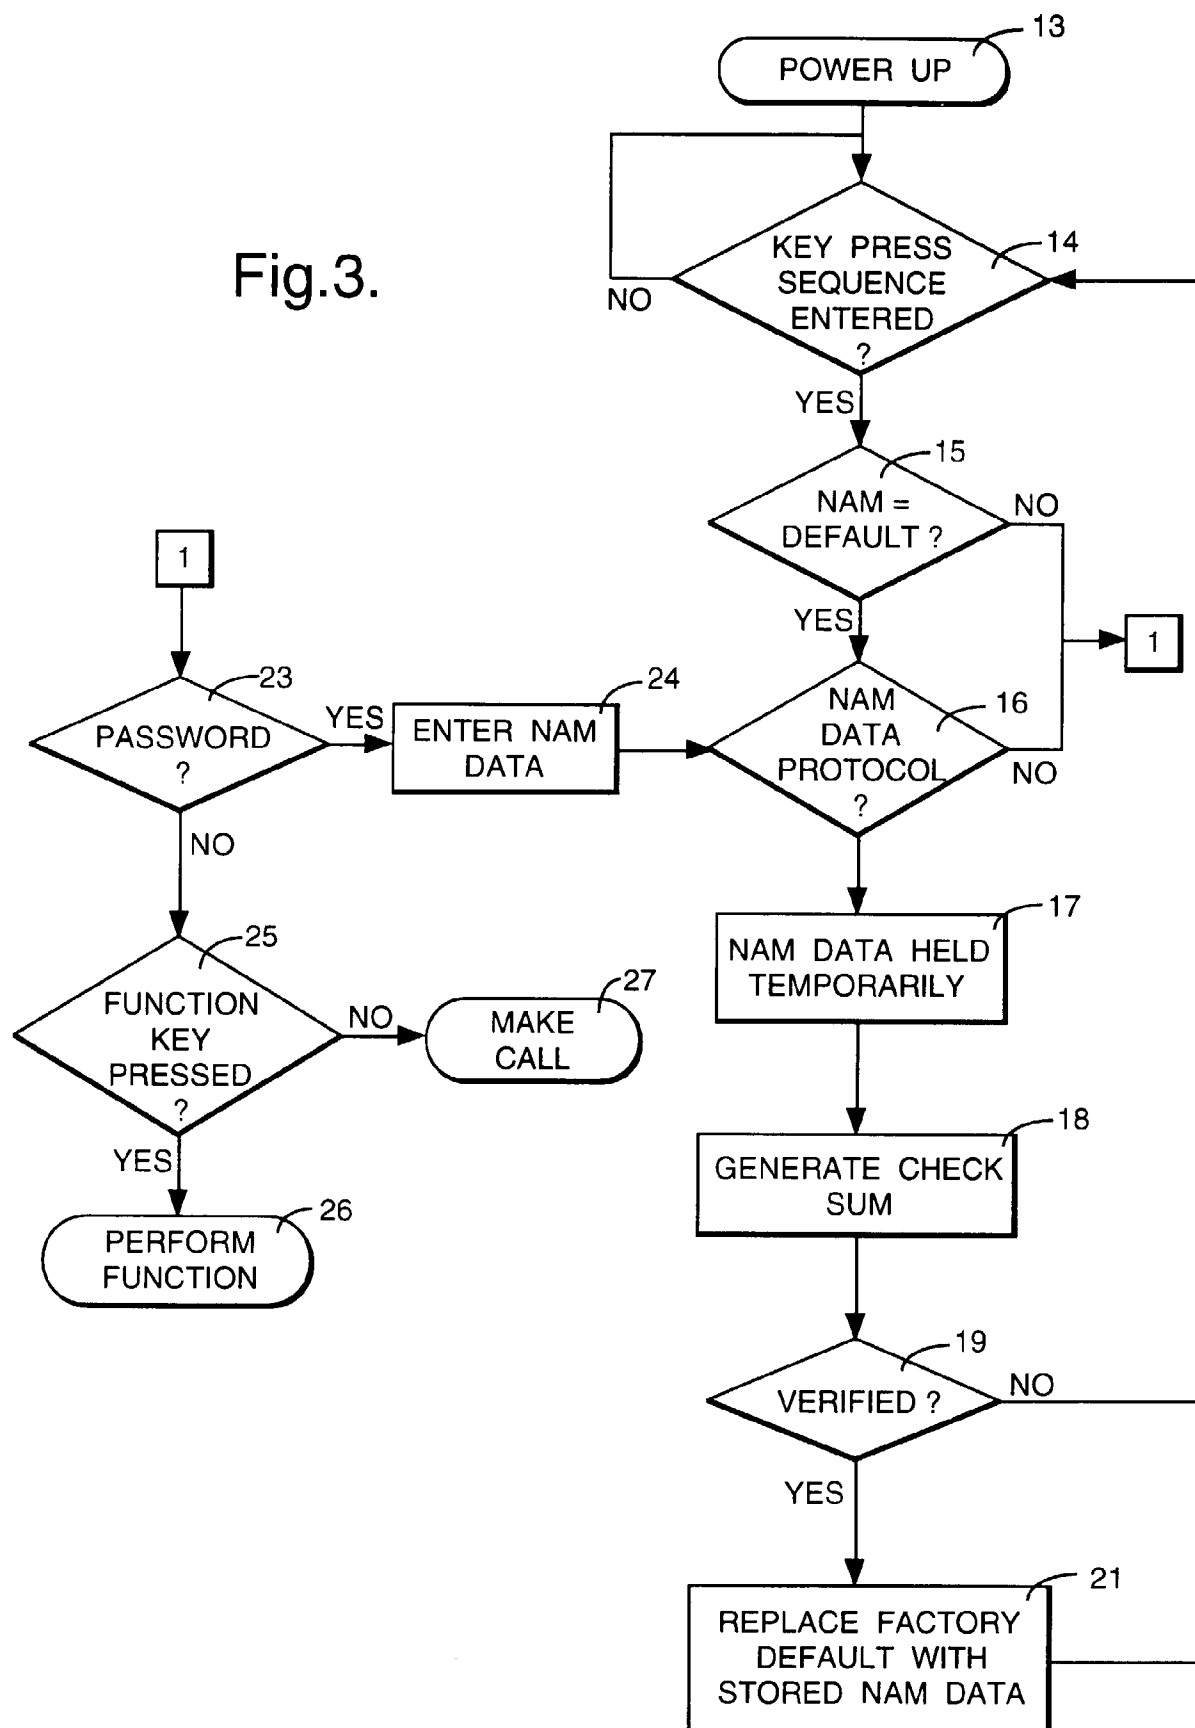 13
POWER UP
Fig.3.
KEY PRESS
SEQUENCE
ENTERED
?
14
NO
YES
15
NAM =
DEFAULT ?
NO
YES
1
1
23
PASSWORD
?
YES
24
ENTER NAM
DATA
NAM
DATA
PROTOCOL
?
16
NO
NO
17
NAM DATA HELD
TEMPORARILY
25
FUNCTION
KEY
PRESSED
?
NO
27
MAKE
CALL
YES
26
PERFORM
FUNCTION
18
GENERATE CHECK
SUM
19
VERIFIED ?
NO
YES
21
REPLACE FACTORY
DEFAULT WITH
STORED NAM DATA